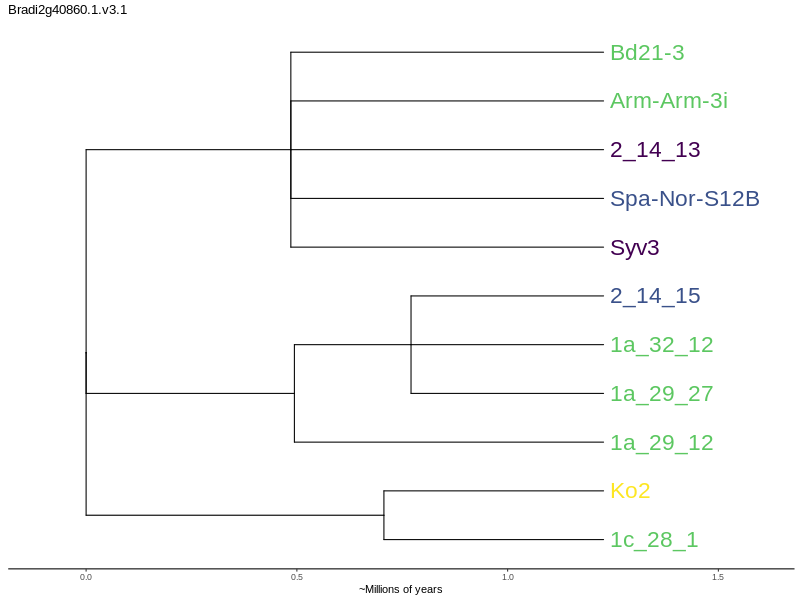 Bradi2g40860.1.v3.1
Bd21-3
Arm-Arm-3i
2_14_13
Spa-Nor-S12B
Syv3
2_14_15
1a_32_12
1a_29_27
1a_29_12
Ko2
1c_28_1
0.0 0.5 1.0 1.5
~Millions of years